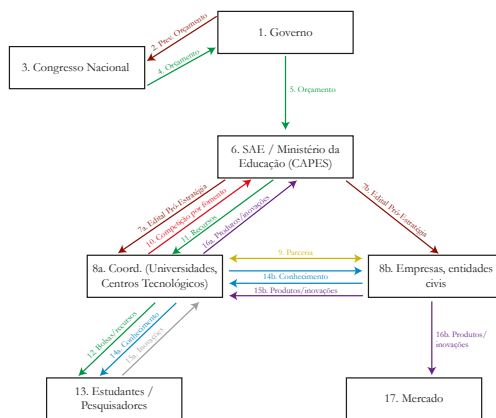 1. Governo
2. Prev. Orçamento
3. Congresso Nacional
4. Orçamento
5. Orçamento
6. SAE / Ministério da
Educação (CAPES)
7a. Edital Pró-Estratégia
10. Competição por fomento
11. Recursos
16a. Produtos/inovações
7b. Edital Pró-Estratégia
8a. Coord. (Universidades,
Centros Tecnológicos)
9. Parceria
14b. Conhecimento
15b. Produtos/inovações
8b. Empresas, entidades
civis
12. Bolsas/recursos
14a. Conhecimento
15a. Inovações
16b. Produtos/
inovações
13. Estudantes /
Pesquisadores
17. Mercado